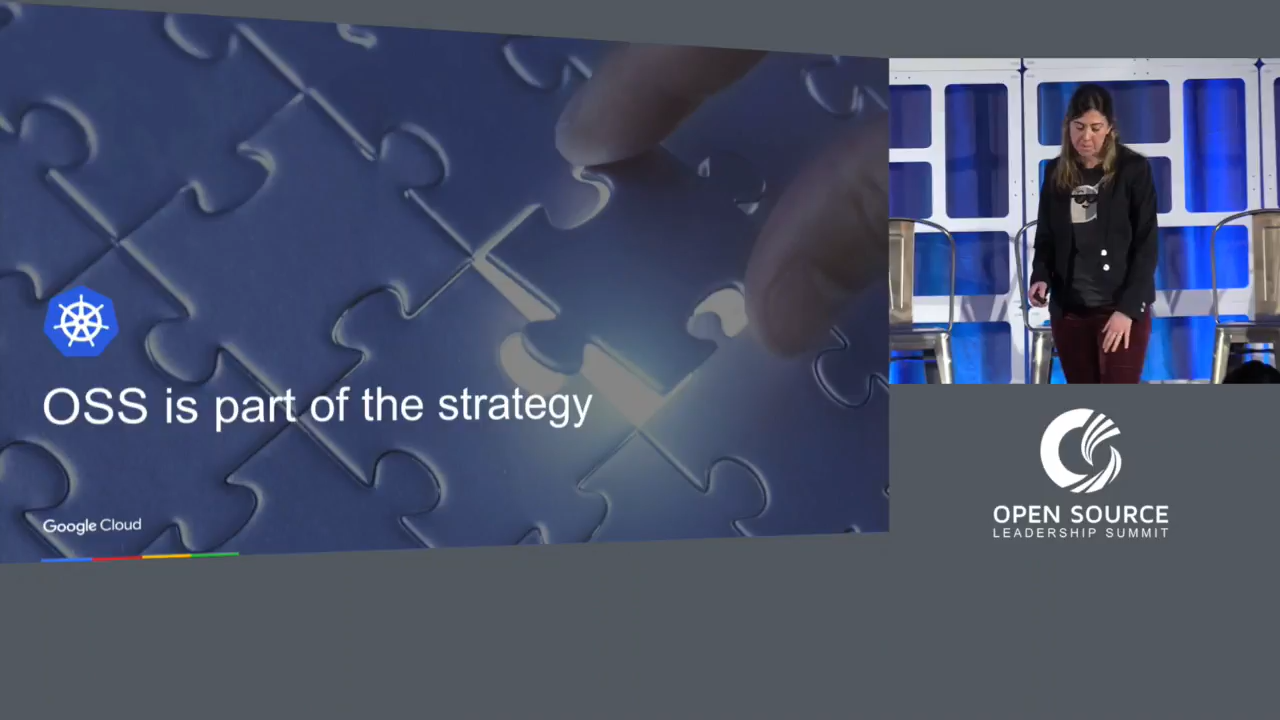 OSS is part of the strategy
Google Cloud
OPEN SOURCE
LEADERSHIP SUMMIT